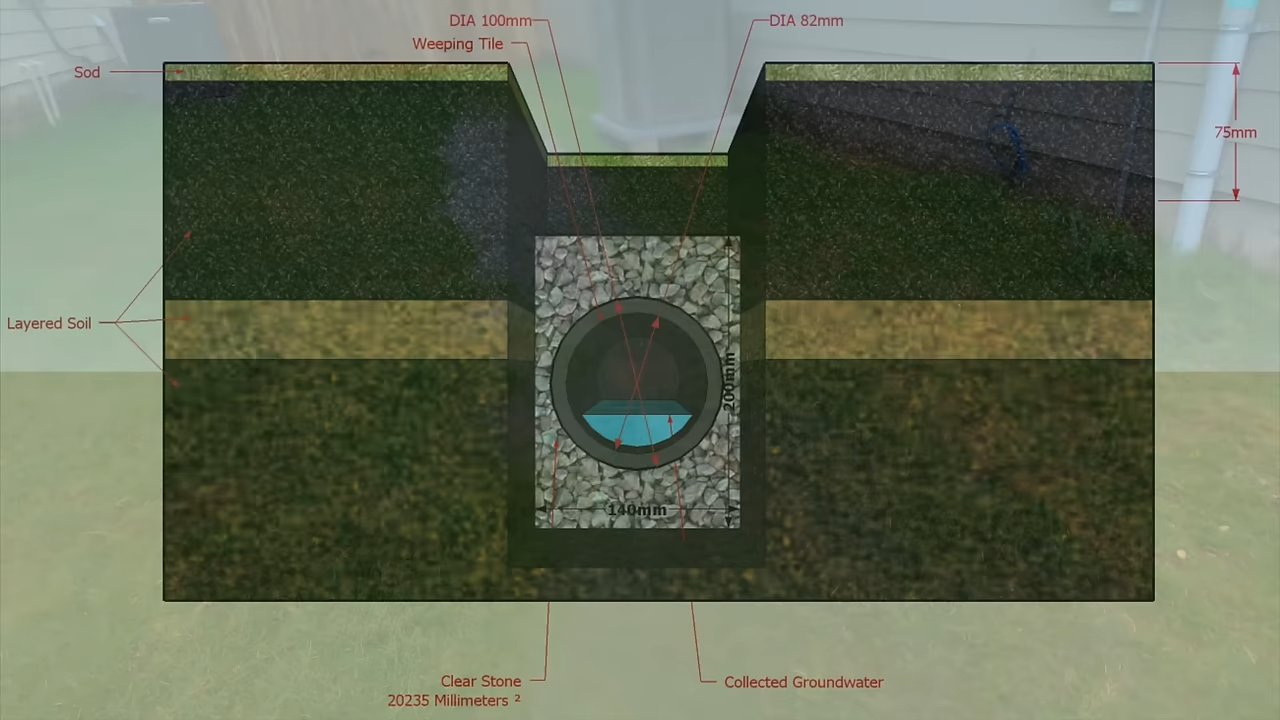 DIA 100mm
DIA 82mm
Weeping Tile
Sod
75mm
Layered Soil
200mm
140mm
Clear Stone
20235 Millimeters ²
Collected Groundwater